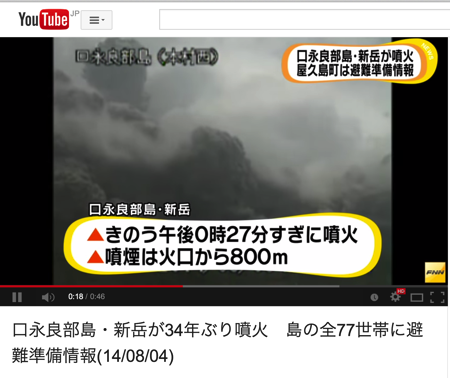 YouTube JP
口永良部島(本村西)
口永良部島・新岳が噴火
屋久島町は避難準備情報
NEWS
口永良部島・新岳
▲きのう午後0時27分すぎに噴火
▲噴煙は火口から800m
FNN
0:18 / 0:46
HD
口永良部島・新岳が34年ぶり噴火　島の全77世帯に避
難準備情報(14/08/04)